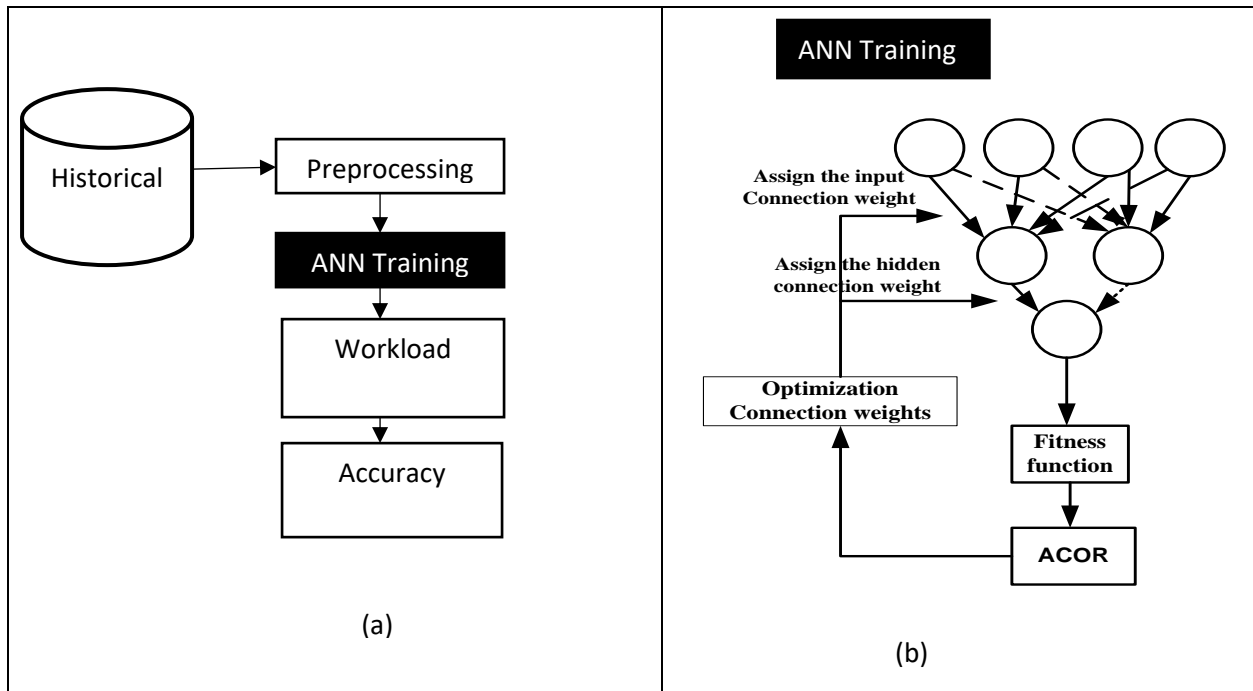 Historical
Preprocessing
ANN Training
Workload
Accuracy
(a)
ANN Training
Assign the input
Connection weight
Assign the hidden
connection weight
Optimization
Connection weights
Fitness
function
ACOR
(b)